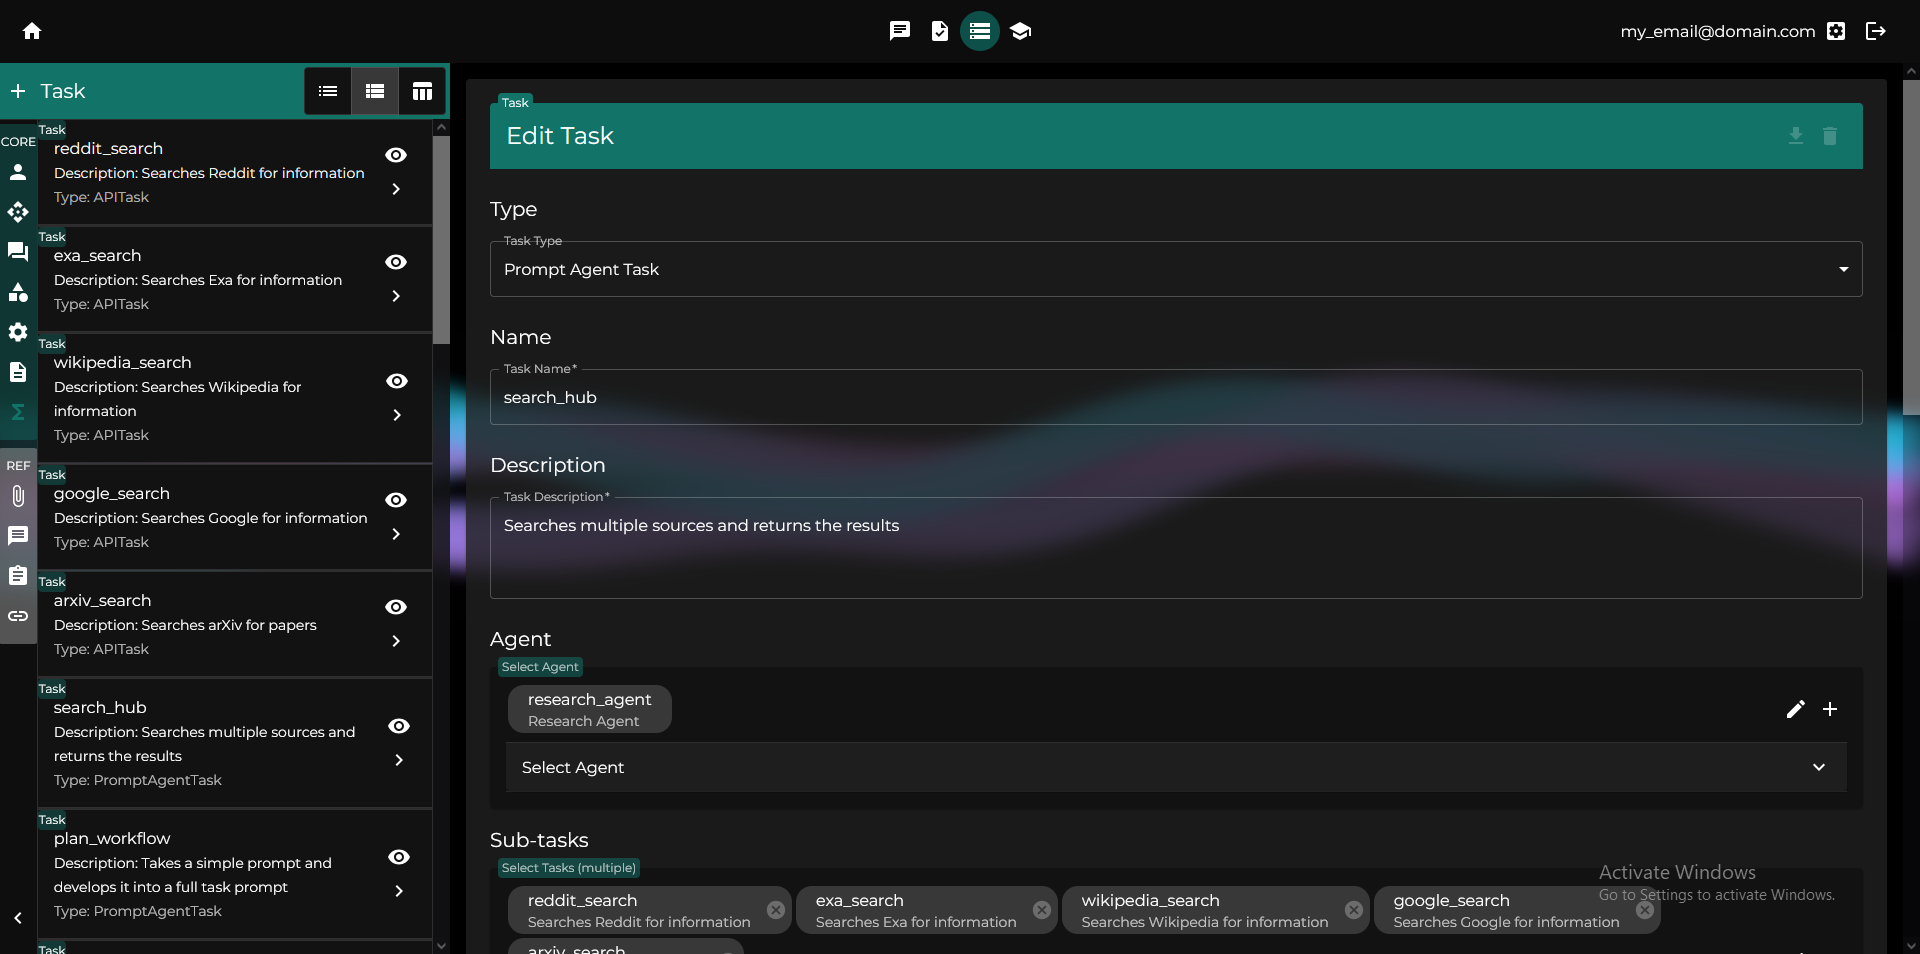 my_email@domain.com
Task
CORE
Task
reddit_search
Description: Searches Reddit for information
Type: APITask
Task
exa_search
Description: Searches Exa for information
Type: APITask
Task
wikipedia_search
Description: Searches Wikipedia for
information
Type: APITask
REF
Task
google_search
Description: Searches Google for information
Type: APITask
Task
arxiv_search
Description: Searches arXiv for papers
Type: APITask
Task
search_hub
Description: Searches multiple sources and
returns the results
Type: PromptAgentTask
Task
plan_workflow
Description: Takes a simple prompt and
develops it into a full task prompt
Type: PromptAgentTask
Task
Task
Edit Task
Type
Task Type
Prompt Agent Task
Name
Task Name*
search_hub
Description
Task Description*
Searches multiple sources and returns the results
Agent
Select Agent
research_agent
Research Agent
Select Agent
Sub-tasks
Select Tasks (multiple)
reddit_search
Searches Reddit for information
exa_search
Searches Exa for information
wikipedia_search
Searches Wikipedia for information
google_search
Searches Google for information
arxiv_search
Activate Windows
Go to Settings to activate Windows.